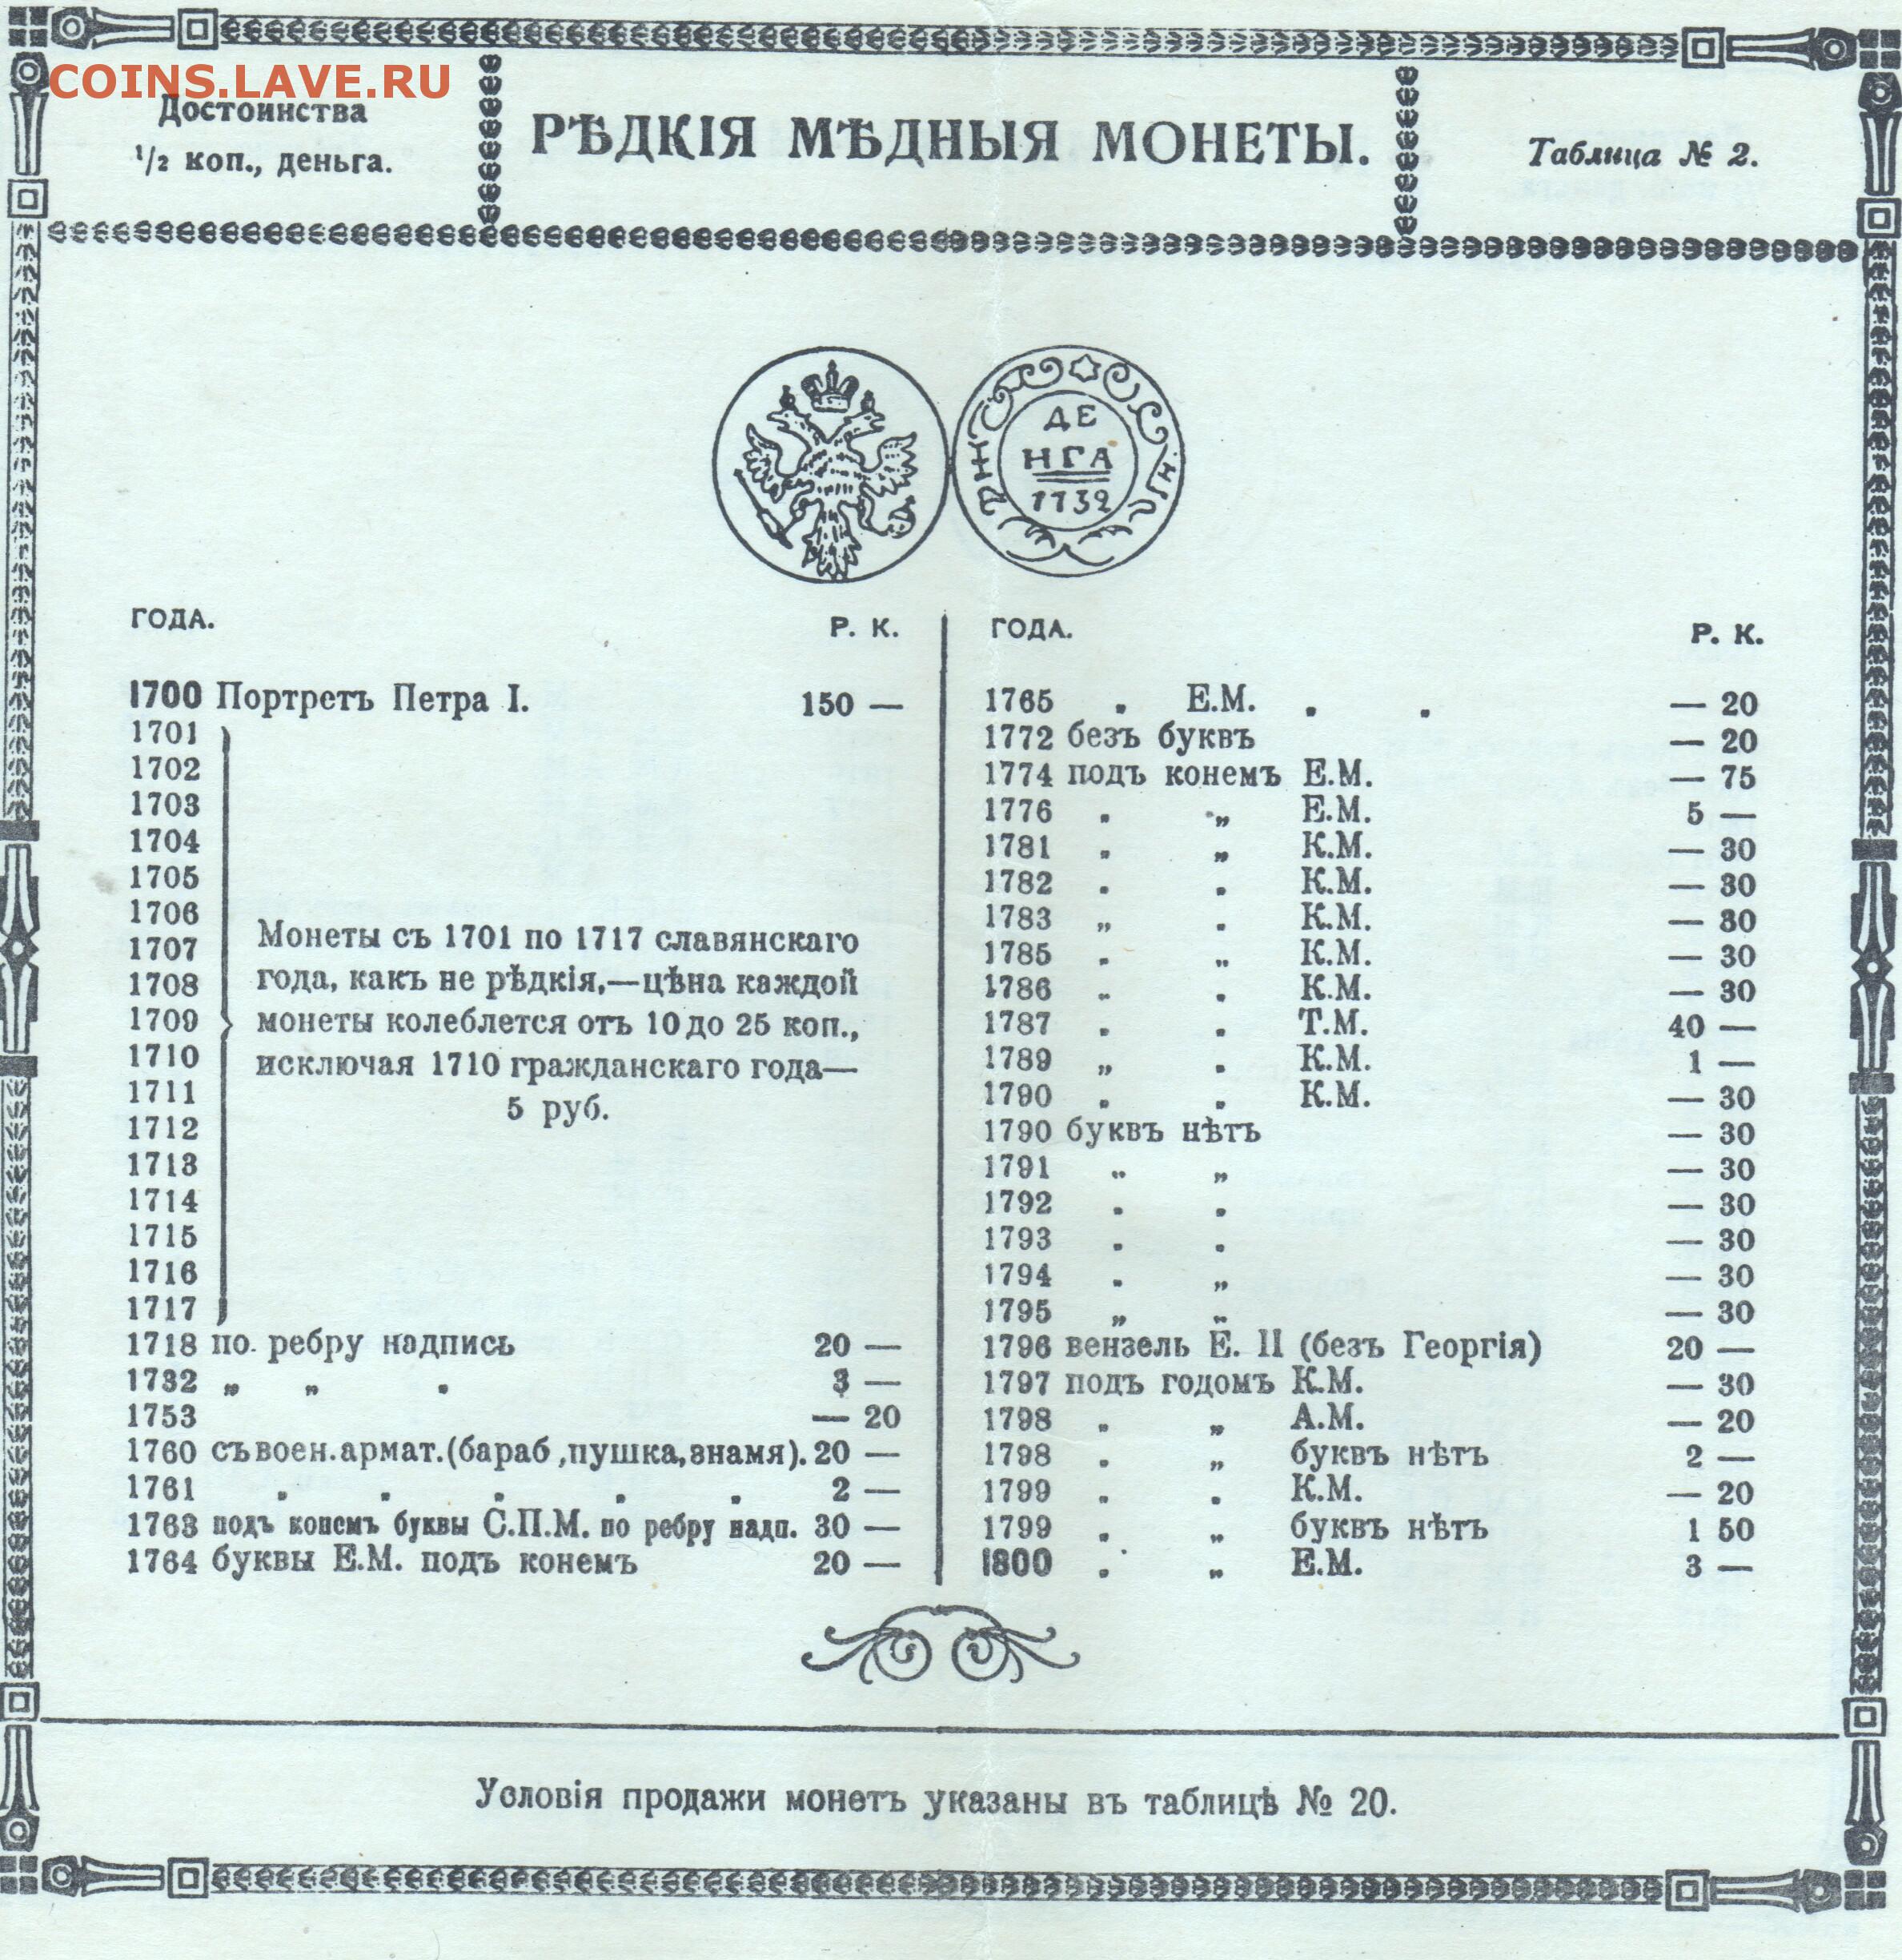 COINS.LAVE.RU
Достоинства
1/2 коп., деньга.
РѢДКІЯ МѢДНЫЯ МОНЕТЫ.
Таблица № 2.
ДЕ
НГА
1732
ГОДА. Р. К.
1700 Портретъ Петра I. 150 —
1701
1702
1703
1704
1705
1706
1707
1708
1709
1710
1711
1712
1713
1714
1715
1716
1717
Монеты съ 1701 по 1717 славянскаго
года, какъ не рѣдкія,—цѣна каждой
монеты колеблется отъ 10 до 25 коп.,
исключая 1710 гражданскаго года—
5 руб.
1718 по ребру надпись 20 —
1732 „ „ „ 3 —
1753 — 20
1760 съ воен. армат. (бараб, пушка, знамя). 20 —
1761 „ „ „ „ „ 2 —
1763 подъ конемъ буквы С.П.М. по ребру надп. 30 —
1764 буквы Е.М. подъ конемъ 20 —
ГОДА. Р. К.
1765 „ Е.М. „ „ — 20
1772 безъ буквъ — 20
1774 подъ конемъ Е.М. — 75
1776 „ „ Е.М. 5 —
1781 „ „ К.М. — 30
1782 „ „ К.М. — 30
1783 „ „ К.М. — 30
1785 „ „ К.М. — 30
1786 „ „ К.М. — 30
1787 „ „ Т.М. 40 —
1789 „ „ К.М. 1 —
1790 „ „ К.М. — 30
1790 буквъ нѣтъ — 30
1791 „ „ — 30
1792 „ „ — 30
1793 „ „ — 30
1794 „ „ — 30
1795 „ „ — 30
1796 вензель Е. II (безъ Георгія) 20 —
1797 подъ годомъ К.М. — 30
1798 „ „ А.М. — 20
1798 „ „ буквъ нѣтъ 2 —
1799 „ „ К.М. — 20
1799 „ „ буквъ нѣтъ 1 50
1800 „ „ Е.М. 3 —
Условія продажи монетъ указаны въ таблицѣ № 20.